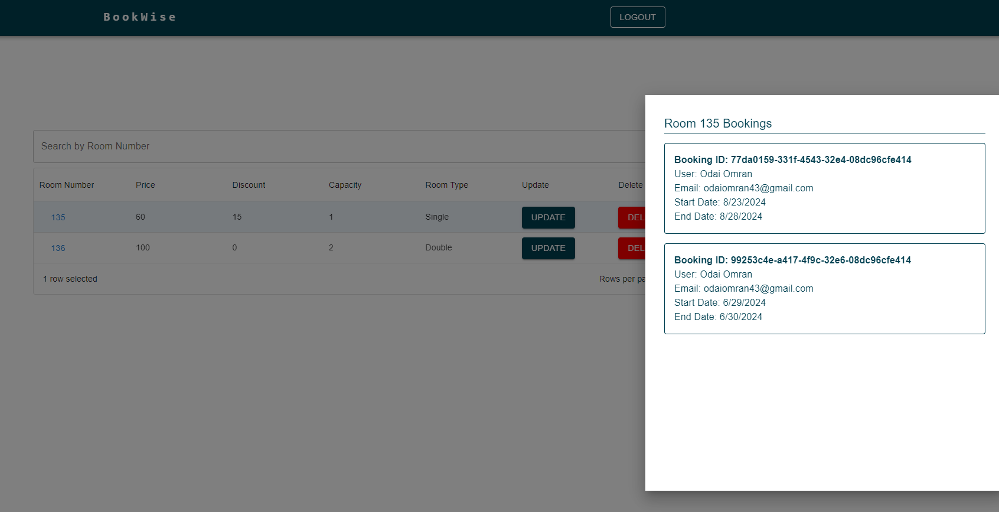 BookWise
LOGOUT
Search by Room Number
Room Number Price Discount Capacity Room Type Update Delete
135 60 15 1 Single UPDATE DEL
136 100 0 2 Double UPDATE DEL
1 row selected Rows per pa
Room 135 Bookings
Booking ID: 77da0159-331f-4543-32e4-08dc96cfe414
User: Odai Omran
Email: odaiomran43@gmail.com
Start Date: 8/23/2024
End Date: 8/28/2024
Booking ID: 99253c4e-a417-4f9c-32e6-08dc96cfe414
User: Odai Omran
Email: odaiomran43@gmail.com
Start Date: 6/29/2024
End Date: 6/30/2024